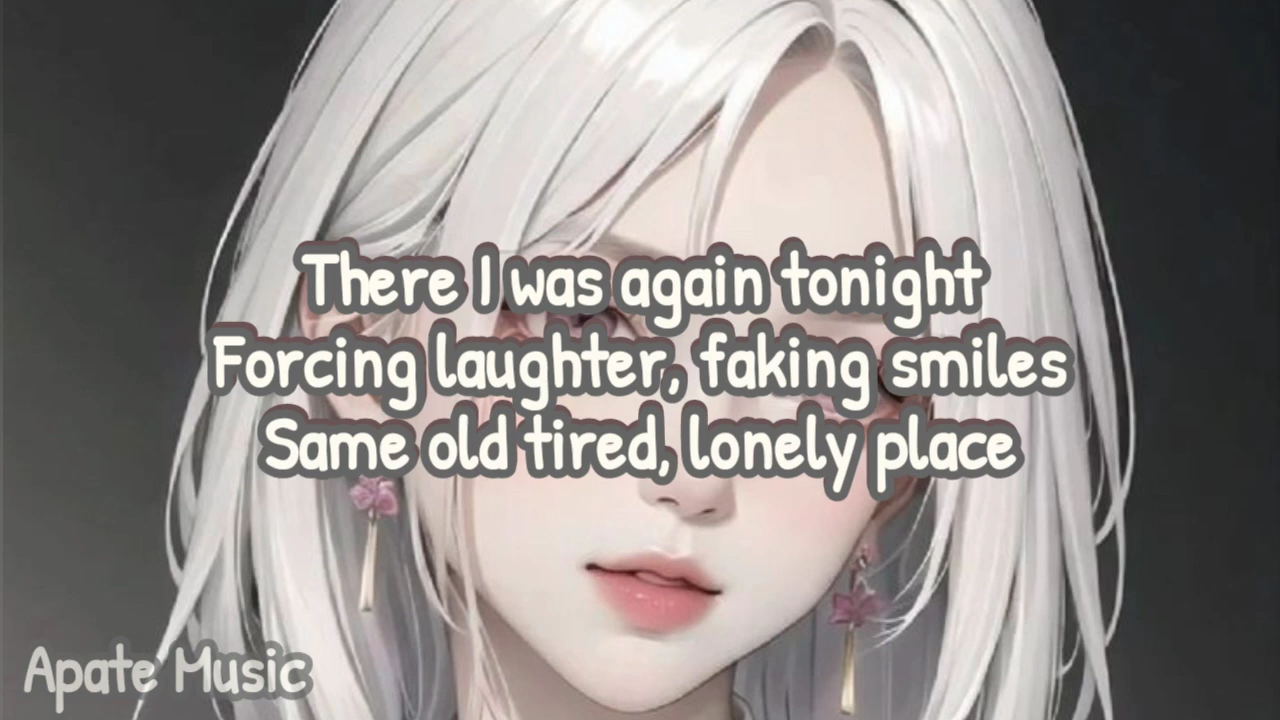 There I was again tonight
Forcing laughter, faking smiles
Same old tired, lonely place
Apate Music